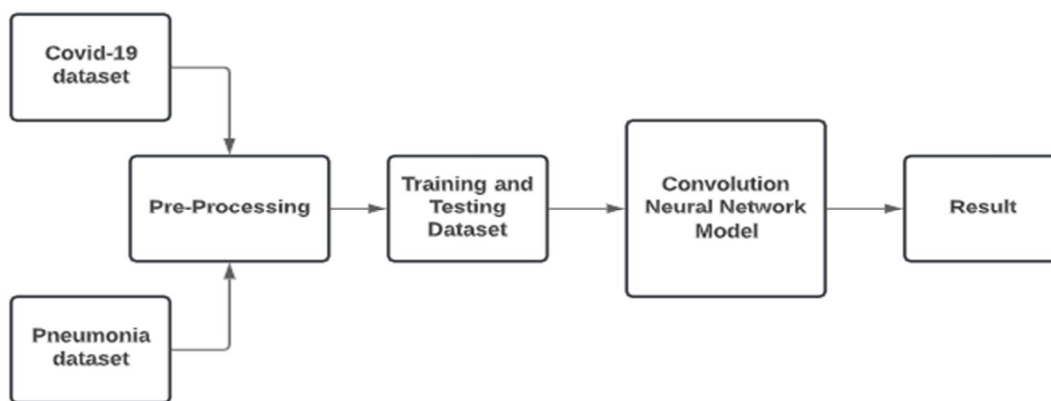 Covid-19
dataset
Pre-Processing
Training and
Testing
Dataset
Convolution
Neural Network
Model
Result
Pneumonia
dataset